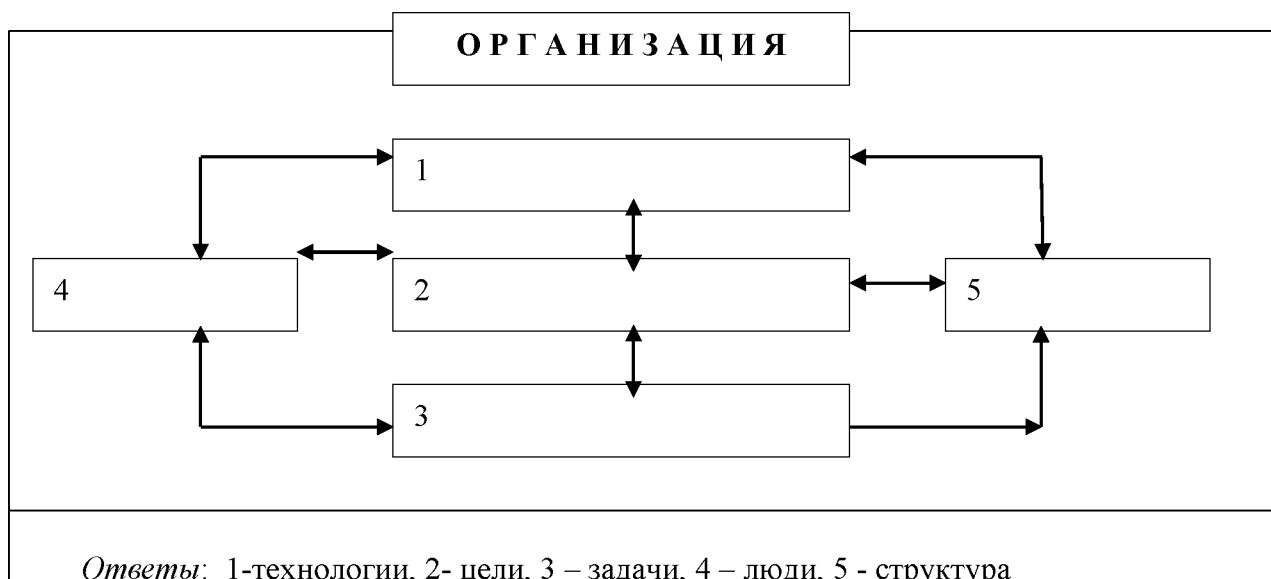 О Р Г А Н И З А Ц И Я
1
4
2
5
3
Ответы: 1-технологии, 2- цели, 3 – задачи, 4 – люди, 5 - структура